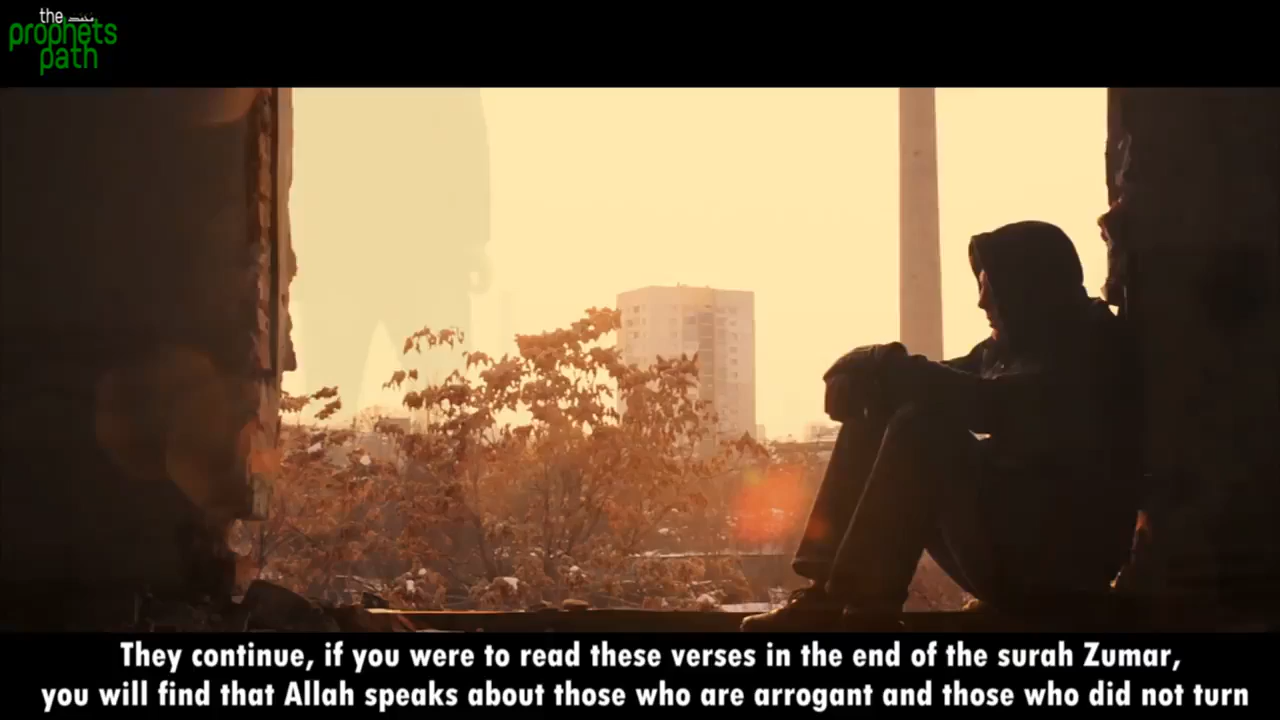 the
prophets
path
They continue, if you were to read these verses in the end of the surah Zumar,
you will find that Allah speaks about those who are arrogant and those who did not turn